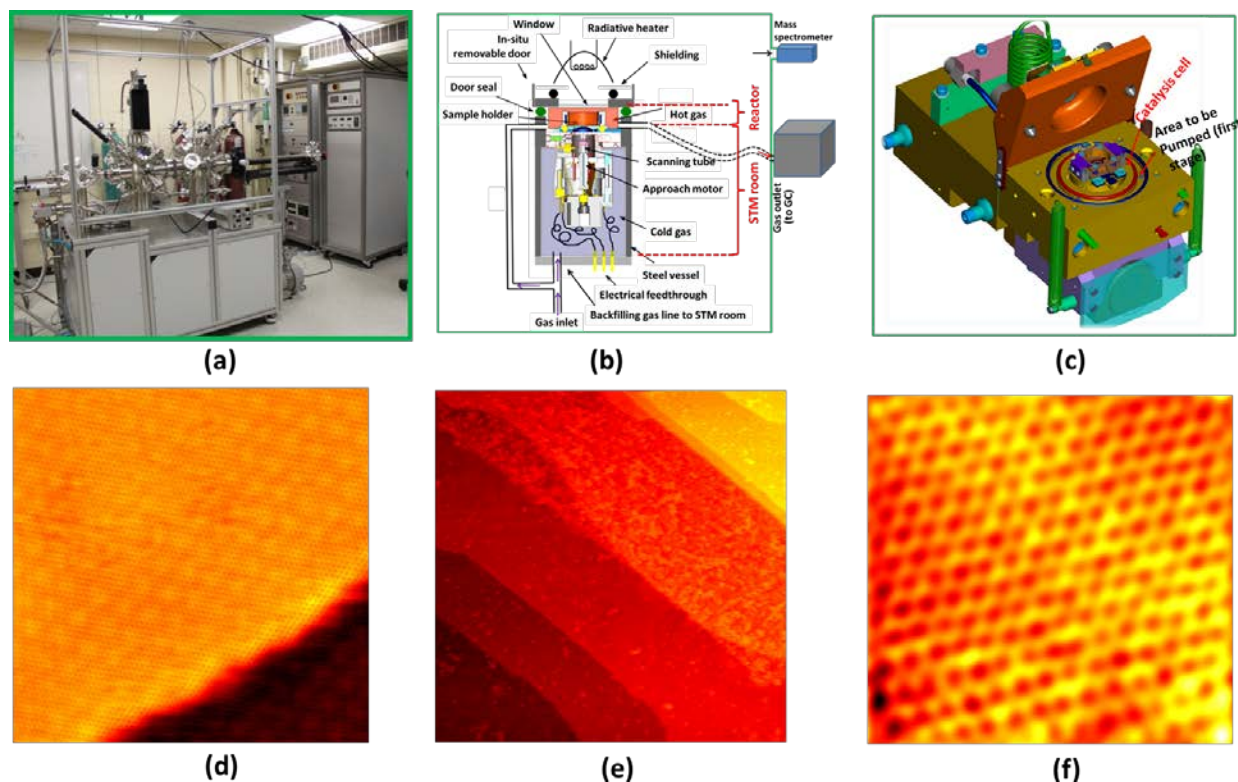 Window
Radiative heater
Mass
spectrometer
In-situ
removable door
Shielding
Door seal
Sample holder
Hot gas
Reactor
Scanning tube
Approach motor
STM room
Gas outlet
(to GC)
Cold gas
Steel vessel
Electrical feedthrough
Backfilling gas line to STM room
Gas inlet
Catalysis cell
Area to be
Pumped (first
stage)
(a)
(b)
(c)
(d)
(e)
(f)